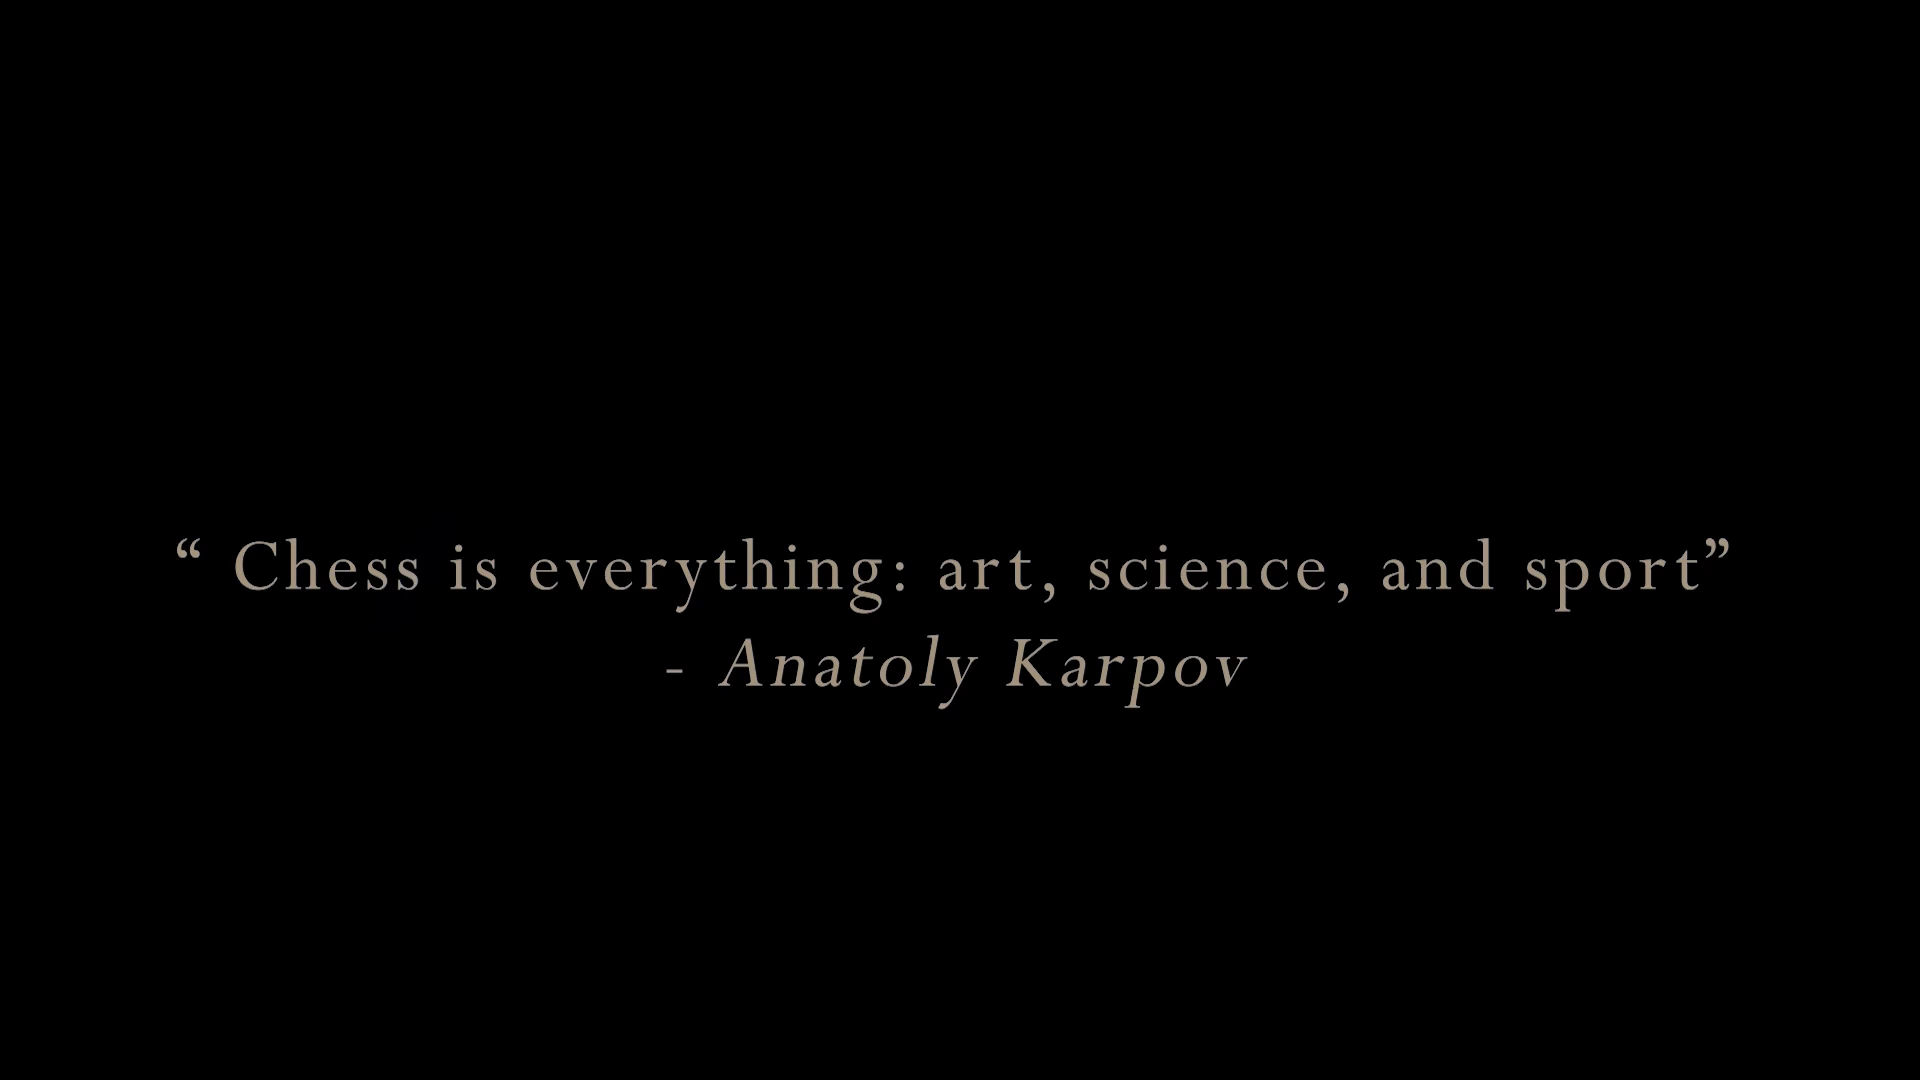 “ Chess is everything: art, science, and sport”
- Anatoly Karpov